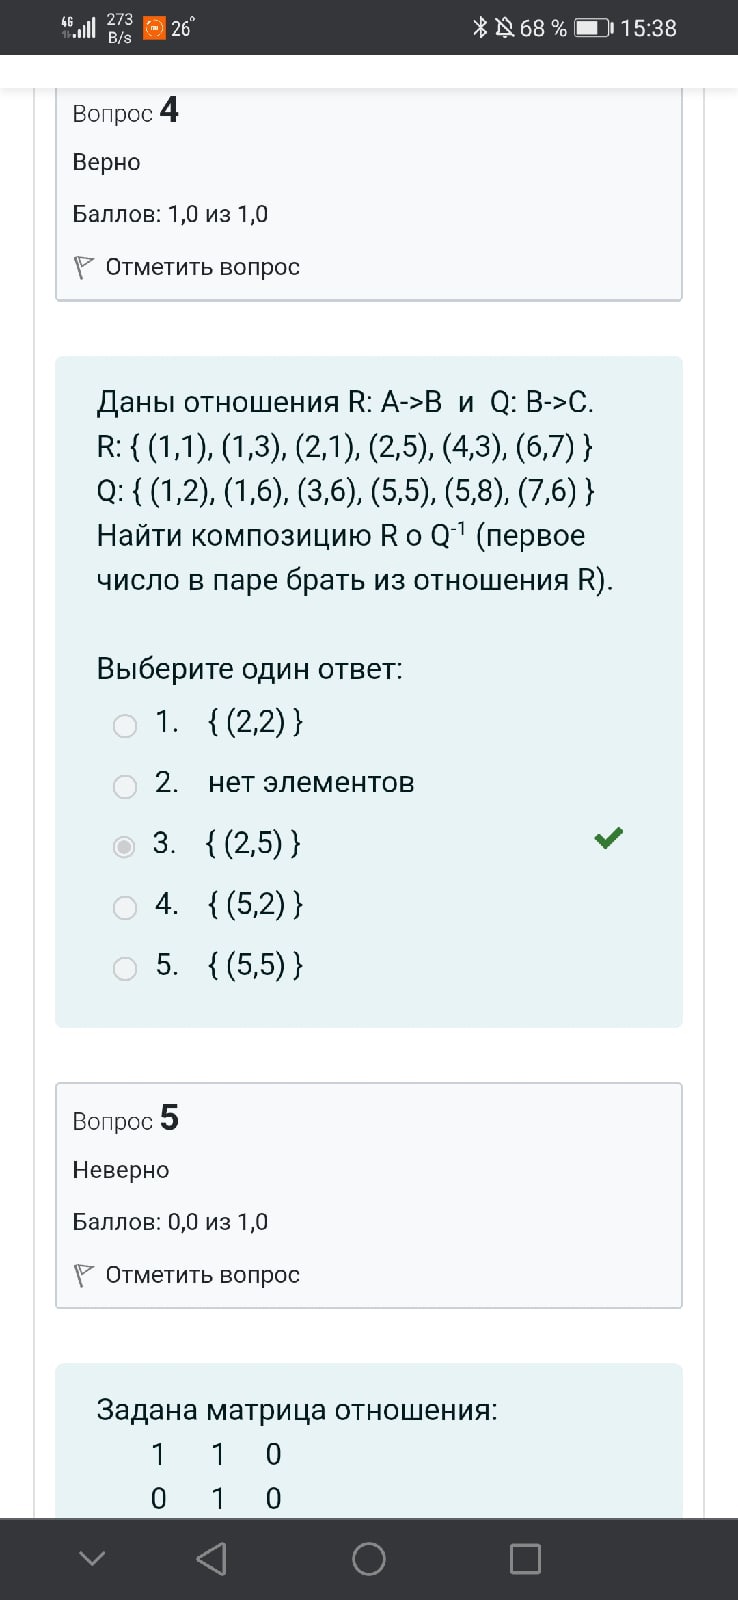 4G 273 B/s 26° 68 % 15:38
Вопрос 4
Верно
Баллов: 1,0 из 1,0
Отметить вопрос
Даны отношения R: A->B и Q: B->C.
R: { (1,1), (1,3), (2,1), (2,5), (4,3), (6,7) }
Q: { (1,2), (1,6), (3,6), (5,5), (5,8), (7,6) }
Найти композицию R o Q⁻¹ (первое
число в паре брать из отношения R).
Выберите один ответ:
1. { (2,2) }
2. нет элементов
3. { (2,5) }
4. { (5,2) }
5. { (5,5) }
Вопрос 5
Неверно
Баллов: 0,0 из 1,0
Отметить вопрос
Задана матрица отношения:
1 1 0
0 1 0